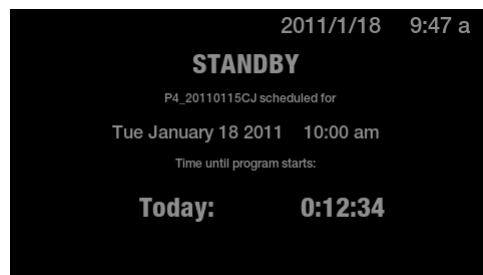 2011/1/18 9:47 a
STANDBY
P4_20110115CJ scheduled for
Tue January 18 2011 10:00 am
Time until program starts:
Today: 0:12:34